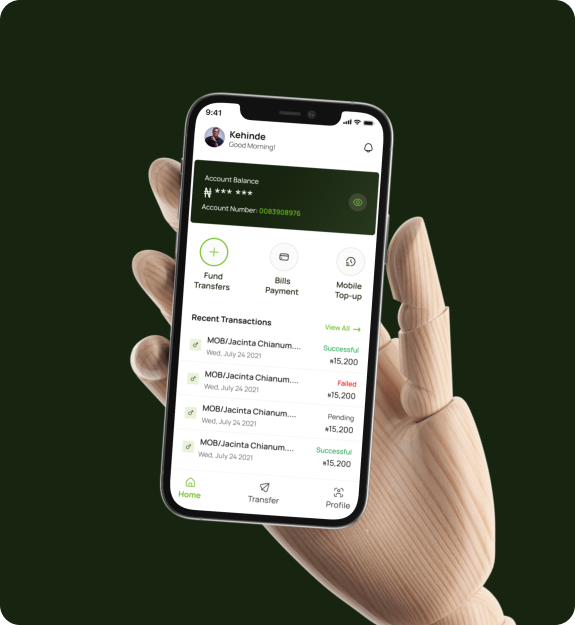 9:41
Kehinde
Good Morning!
Account Balance
₦ *** ***
Account Number: 0083908976
Fund
Transfers
Bills
Payment
Mobile
Top-up
Recent Transactions
View All →
MOB/Jacinta Chianum....
Successful
Wed, July 24 2021
₦15,200
MOB/Jacinta Chianum....
Failed
Wed, July 24 2021
₦15,200
MOB/Jacinta Chianum....
Pending
Wed, July 24 2021
₦15,200
MOB/Jacinta Chianum....
Successful
Wed, July 24 2021
₦15,200
Home
Transfer
Profile